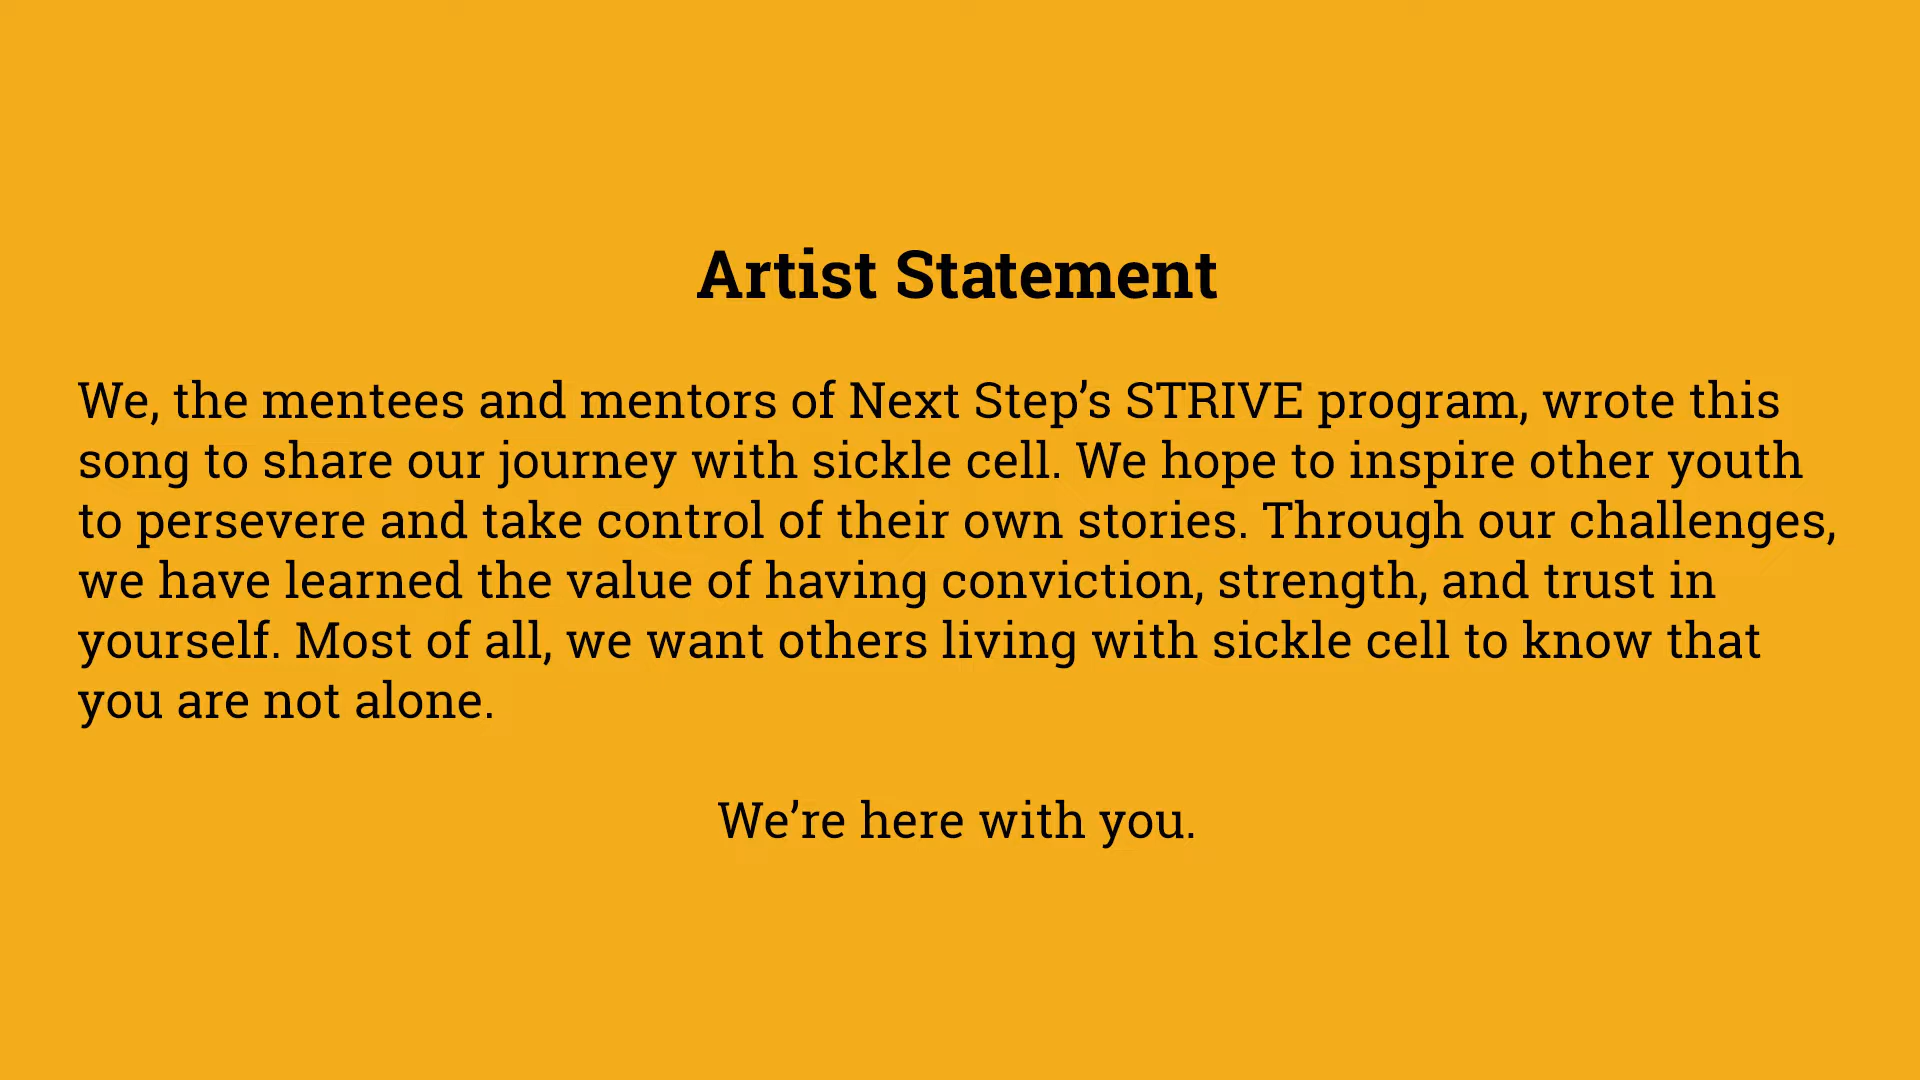 Artist Statement
We, the mentees and mentors of Next Step’s STRIVE program, wrote this
song to share our journey with sickle cell. We hope to inspire other youth
to persevere and take control of their own stories. Through our challenges,
we have learned the value of having conviction, strength, and trust in
yourself. Most of all, we want others living with sickle cell to know that
you are not alone.
We’re here with you.